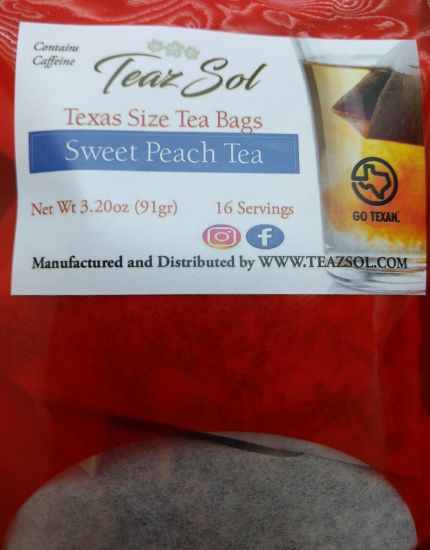 Contains
Caffeine
Teaz Sol
Texas Size Tea Bags
Sweet Peach Tea
Net Wt 3.20oz (91gr) 16 Servings
GO TEXAN.
Manufactured and Distributed by WWW.TEAZSOL.COM